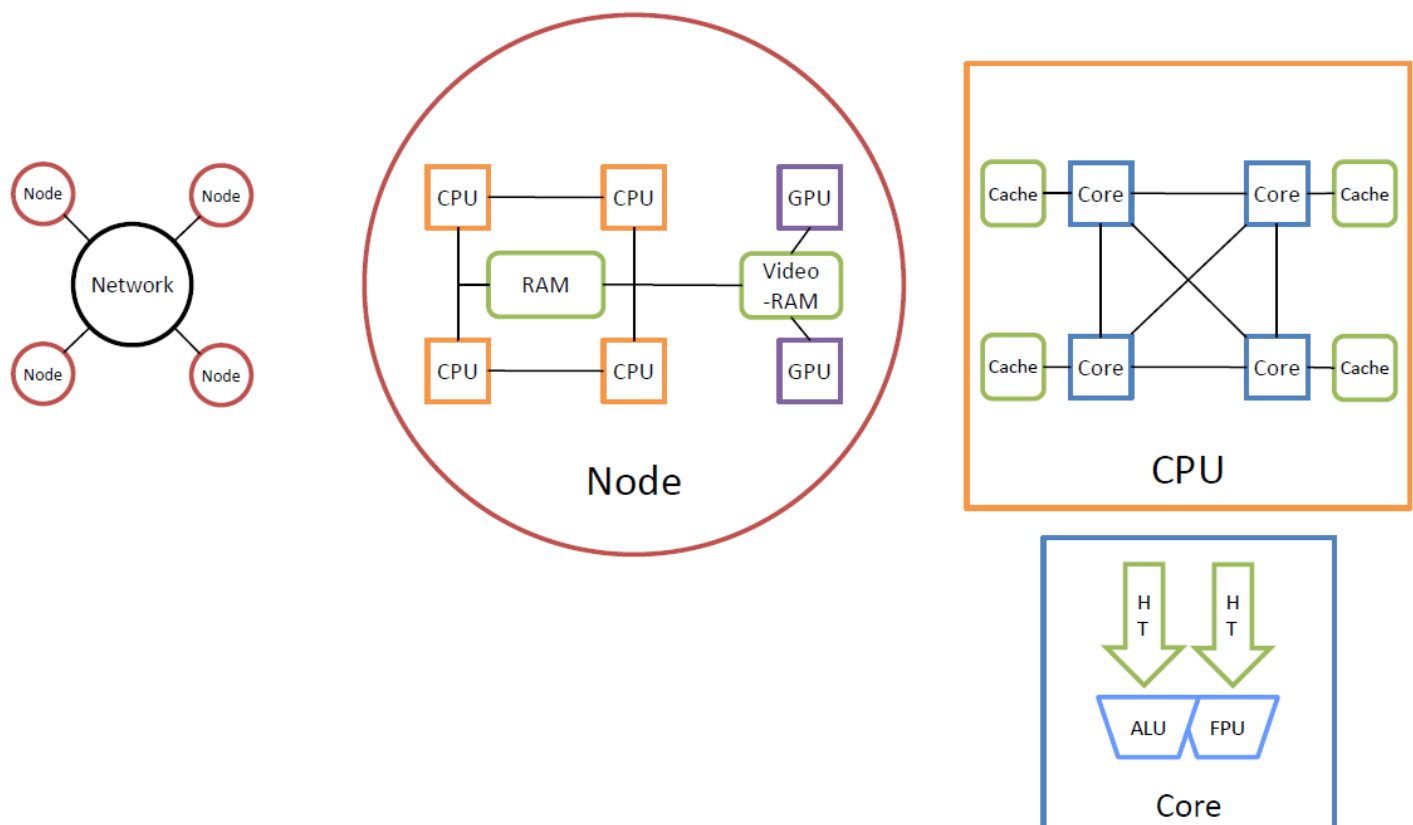 Node
Node
Network
Node
Node
CPU
CPU
GPU
RAM
Video
-RAM
CPU
CPU
GPU
Node
Cache
Core
Core
Cache
Cache
Core
Core
Cache
CPU
H
T
H
T
ALU
FPU
Core